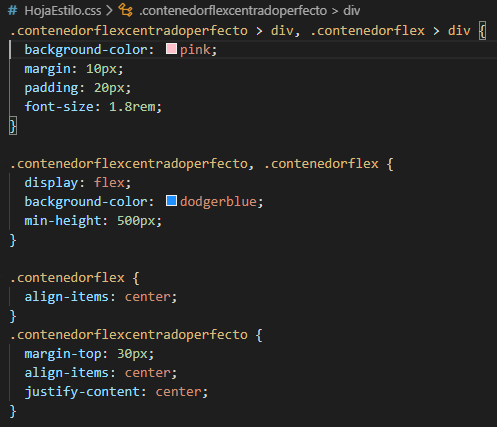 # HojaEstilo.css > .contenedorflexcentradoperfecto > div
.contenedorflexcentradoperfecto > div, .contenedorflex > div {
background-color: pink;
margin: 10px;
padding: 20px;
font-size: 1.8rem;
}
.contenedorflexcentradoperfecto, .contenedorflex {
display: flex;
background-color: dodgerblue;
min-height: 500px;
}
.contenedorflex {
align-items: center;
}
.contenedorflexcentradoperfecto {
margin-top: 30px;
align-items: center;
justify-content: center;
}